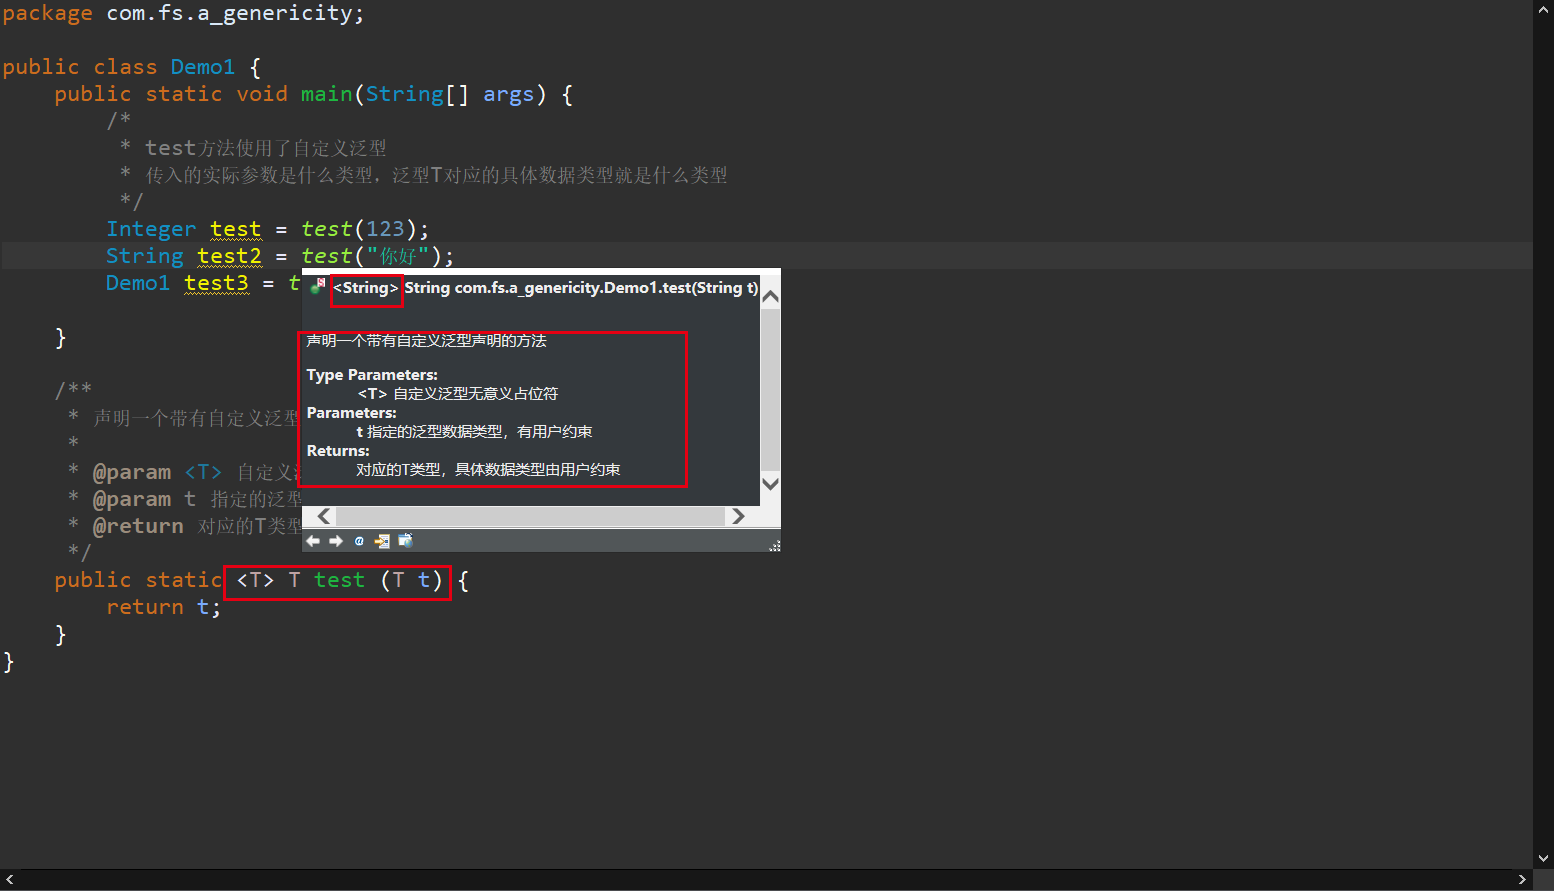 package com.fs.a_genericity;
public class Demo1 {
public static void main(String[] args) {
/*
* test方法使用了自定义泛型
* 传入的实际参数是什么类型，泛型T对应的具体数据类型就是什么类型
*/
Integer test = test(123);
String test2 = test("你好");
Demo1 test3 = t
<String> String com.fs.a_genericity.Demo1.test(String t)
声明一个带有自定义泛型声明的方法
Type Parameters:
<T> 自定义泛型无意义占位符
Parameters:
t 指定的泛型数据类型，有用户约束
Returns:
对应的T类型，具体数据类型由用户约束
}
/**
* 声明一个带有自定义泛型
*
* @param <T> 自定义
* @param t 指定的泛型
* @return 对应的T类型
*/
public static <T> T test (T t) {
return t;
}
}